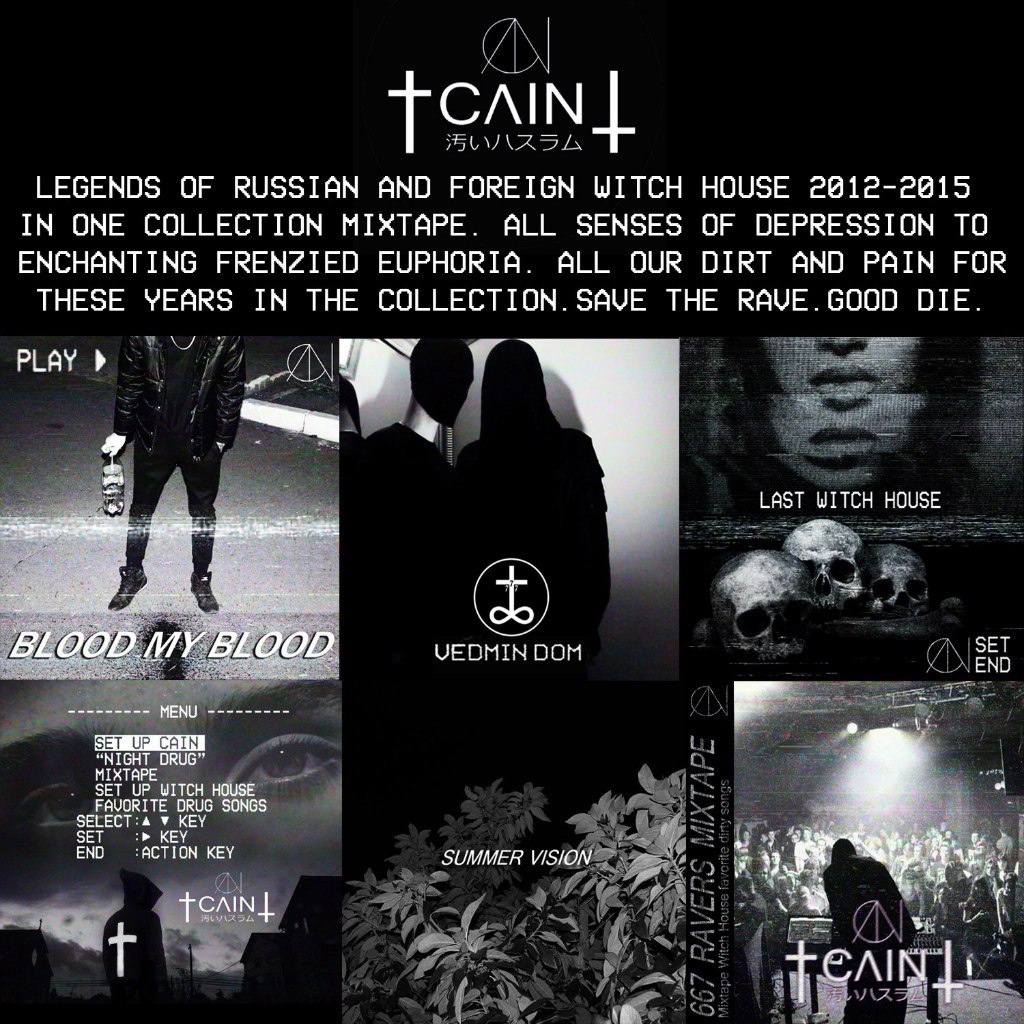 CΛIN
汚いハスラム
LEGENDS OF RUSSIAN AND FOREIGN WITCH HOUSE 2012-2015
IN ONE COLLECTION MIXTAPE. ALL SENSES OF DEPRESSION TO
ENCHANTING FRENZIED EUPHORIA. ALL OUR DIRT AND PAIN FOR
THESE YEARS IN THE COLLECTION.SAVE THE RAVE.GOOD DIE.
PLAY
BLOOD MY BLOOD
VEDMIN DOM
LAST WITCH HOUSE
SET
END
--------- MENU ---------
SET UP CAIN
“NIGHT DRUG”
MIXTAPE
SET UP WITCH HOUSE
FAVORITE DRUG SONGS
SELECT:▲ ▼ KEY
SET :▶ KEY
END :ACTION KEY
CΛIN
汚いハスラム
SUMMER VISION
667 RAVERS MIXTAPE
Mixtape Witch House favorite dirty songs
CΛIN
汚いハスラム